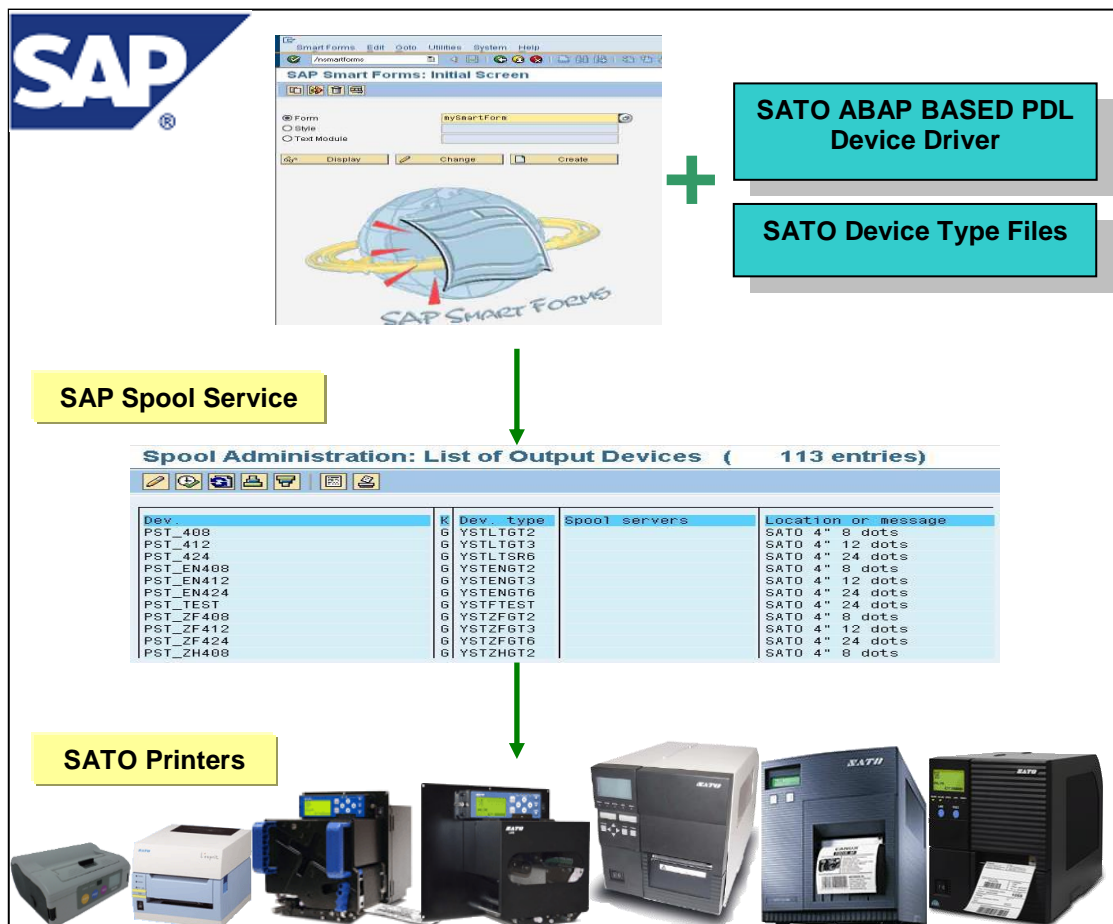 SAP
®
Smart Forms Edit Goto Utilities System Help
/nsmartforms
SAP Smart Forms: Initial Screen
Form mySmartForm
Style
Text Module
Display Change Create
SAP SMART FORMS
+
SATO ABAP BASED PDL
Device Driver
SATO Device Type Files
SAP Spool Service
Spool Administration: List of Output Devices ( 113 entries)
Dev. K Dev. type Spool servers Location or message
PST_408 G YSTLTGT2 SATO 4" 8 dots
PST_412 G YSTLTGT3 SATO 4" 12 dots
PST_424 G YSTLTSR6 SATO 4" 24 dots
PST_EN408 G YSTENGT2 SATO 4" 8 dots
PST_EN412 G YSTENGT3 SATO 4" 12 dots
PST_EN424 G YSTENGT6 SATO 4" 24 dots
PST_TEST G YSTFTEST SATO 4" 24 dots
PST_ZF408 G YSTZFGT2 SATO 4" 8 dots
PST_ZF412 G YSTZFGT3 SATO 4" 12 dots
PST_ZF424 G YSTZFGT6 SATO 4" 24 dots
PST_ZH408 G YSTZHGT2 SATO 4" 8 dots
SATO Printers
SATO
SATO
SATO
SATO
SATO